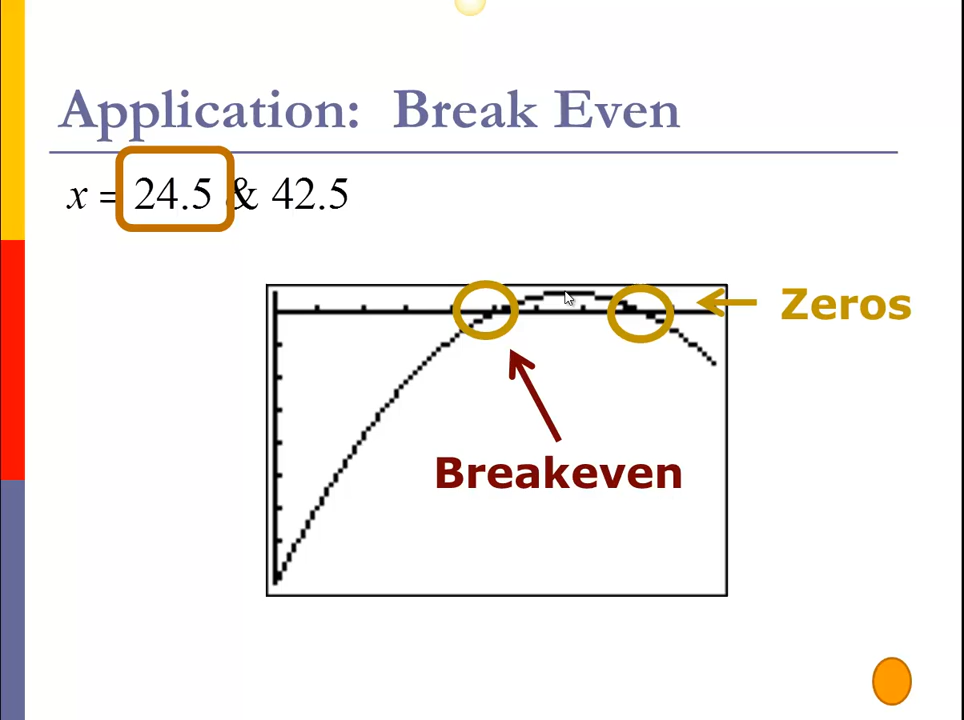 Application: Break Even
x = 24.5 & 42.5
Zeros
Breakeven